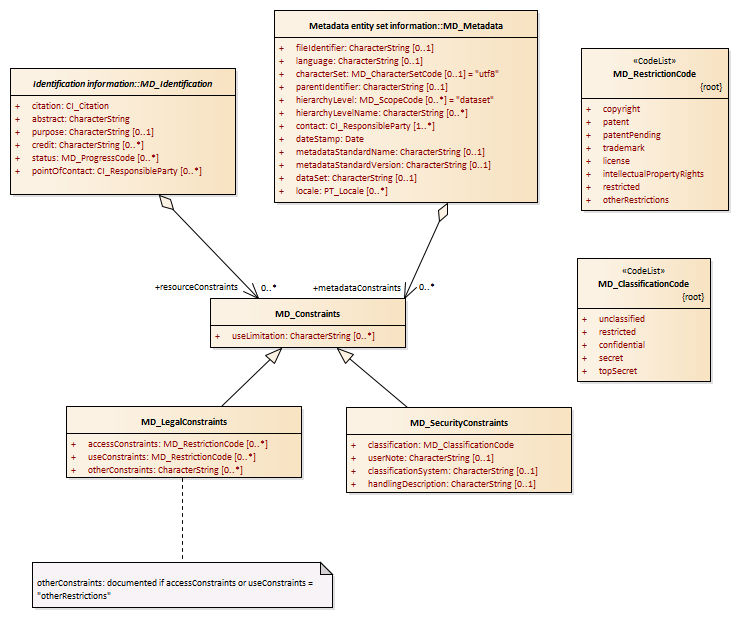 Metadata entity set information::MD_Metadata
+ fileIdentifier: CharacterString [0..1]
+ language: CharacterString [0..1]
+ characterSet: MD_CharacterSetCode [0..1] = "utf8"
+ parentIdentifier: CharacterString [0..1]
+ hierarchyLevel: MD_ScopeCode [0..*] = "dataset"
+ hierarchyLevelName: CharacterString [0..*]
+ contact: CI_ResponsibleParty [1..*]
+ dateStamp: Date
+ metadataStandardName: CharacterString [0..1]
+ metadataStandardVersion: CharacterString [0..1]
+ dataSet: CharacterString [0..1]
+ locale: PT_Locale [0..*]
Identification information::MD_Identification
+ citation: CI_Citation
+ abstract: CharacterString
+ purpose: CharacterString [0..1]
+ credit: CharacterString [0..*]
+ status: MD_ProgressCode [0..*]
+ pointOfContact: CI_ResponsibleParty [0..*]
«CodeList»
MD_RestrictionCode
{root}
+ copyright
+ patent
+ patentPending
+ trademark
+ license
+ intellectualPropertyRights
+ restricted
+ otherRestrictions
«CodeList»
MD_ClassificationCode
{root}
+ unclassified
+ restricted
+ confidential
+ secret
+ topSecret
+resourceConstraints 0..*
+metadataConstraints 0..*
MD_Constraints
+ useLimitation: CharacterString [0..*]
MD_LegalConstraints
+ accessConstraints: MD_RestrictionCode [0..*]
+ useConstraints: MD_RestrictionCode [0..*]
+ otherConstraints: CharacterString [0..*]
MD_SecurityConstraints
+ classification: MD_ClassificationCode
+ userNote: CharacterString [0..1]
+ classificationSystem: CharacterString [0..1]
+ handlingDescription: CharacterString [0..1]
otherConstraints: documented if accessConstraints or useConstraints =
"otherRestrictions"